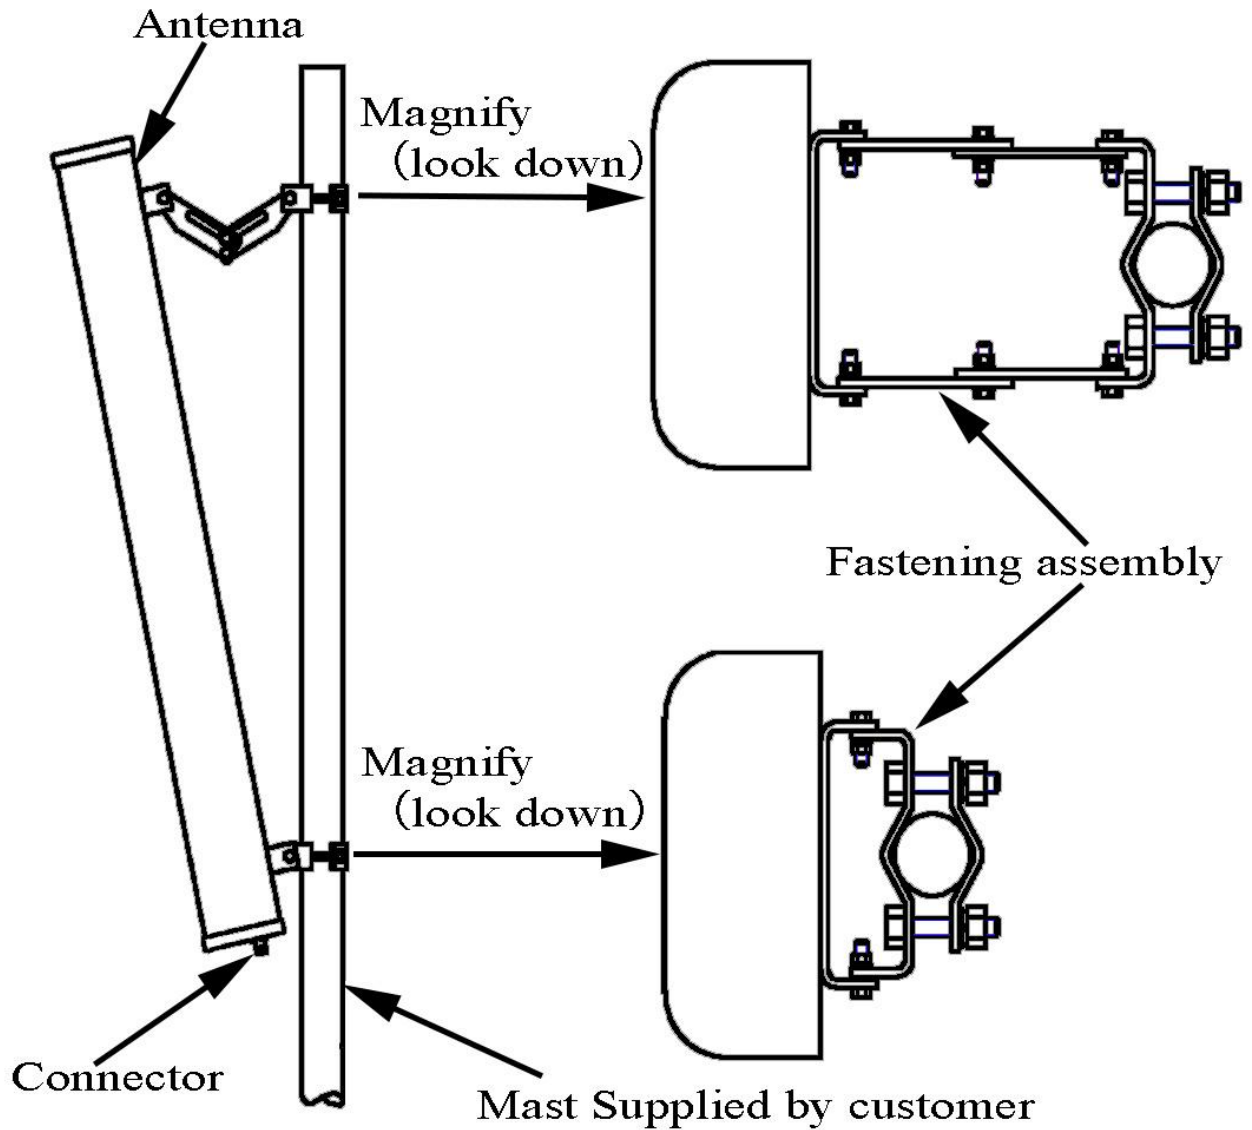 Antenna
Magnify
(look down)
Fastening assembly
Magnify
(look down)
Connector
Mast Supplied by customer